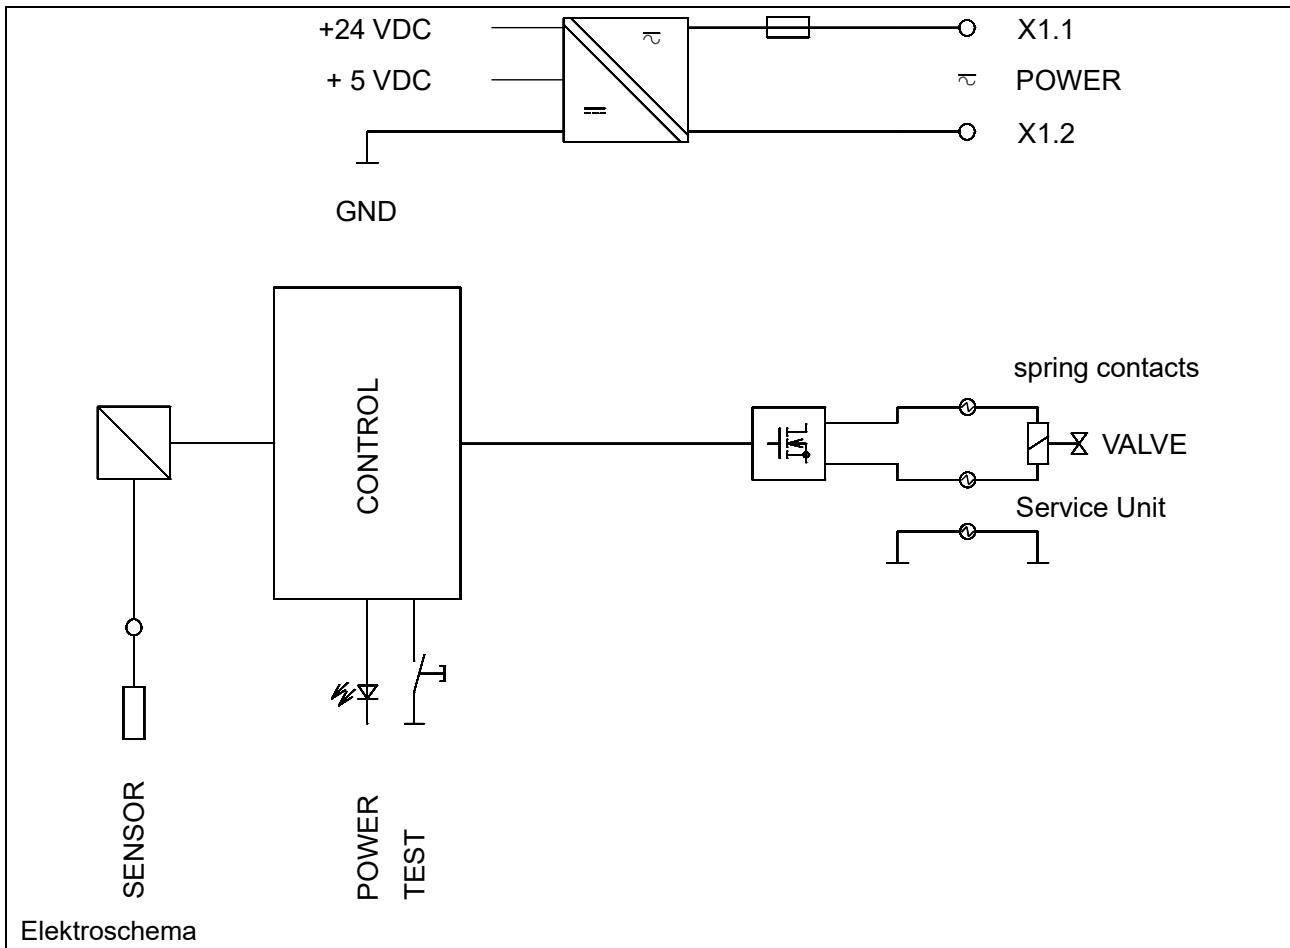 +24 VDC
X1.1
+ 5 VDC
POWER
X1.2
GND
spring contacts
CONTROL
VALVE
Service Unit
SENSOR
POWER
TEST
Elektroschema